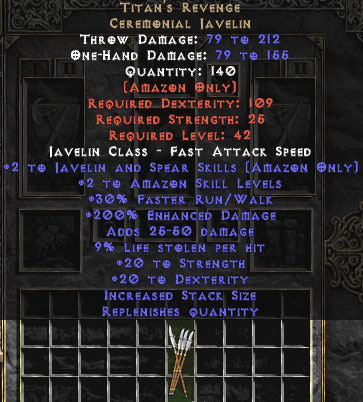 Titan's Revenge
Ceremonial Javelin
Throw Damage: 79 to 212
One-Hand Damage: 79 to 155
Quantity: 140
(Amazon Only)
Required Dexterity: 109
Required Strength: 25
Required Level: 42
Javelin Class - Fast Attack Speed
+2 to Javelin and Spear Skills (Amazon Only)
+2 to Amazon Skill Levels
+30% Faster Run/Walk
+200% Enhanced Damage
Adds 25-50 damage
9% Life stolen per hit
+20 to Strength
+20 to Dexterity
Increased Stack Size
Replenishes quantity